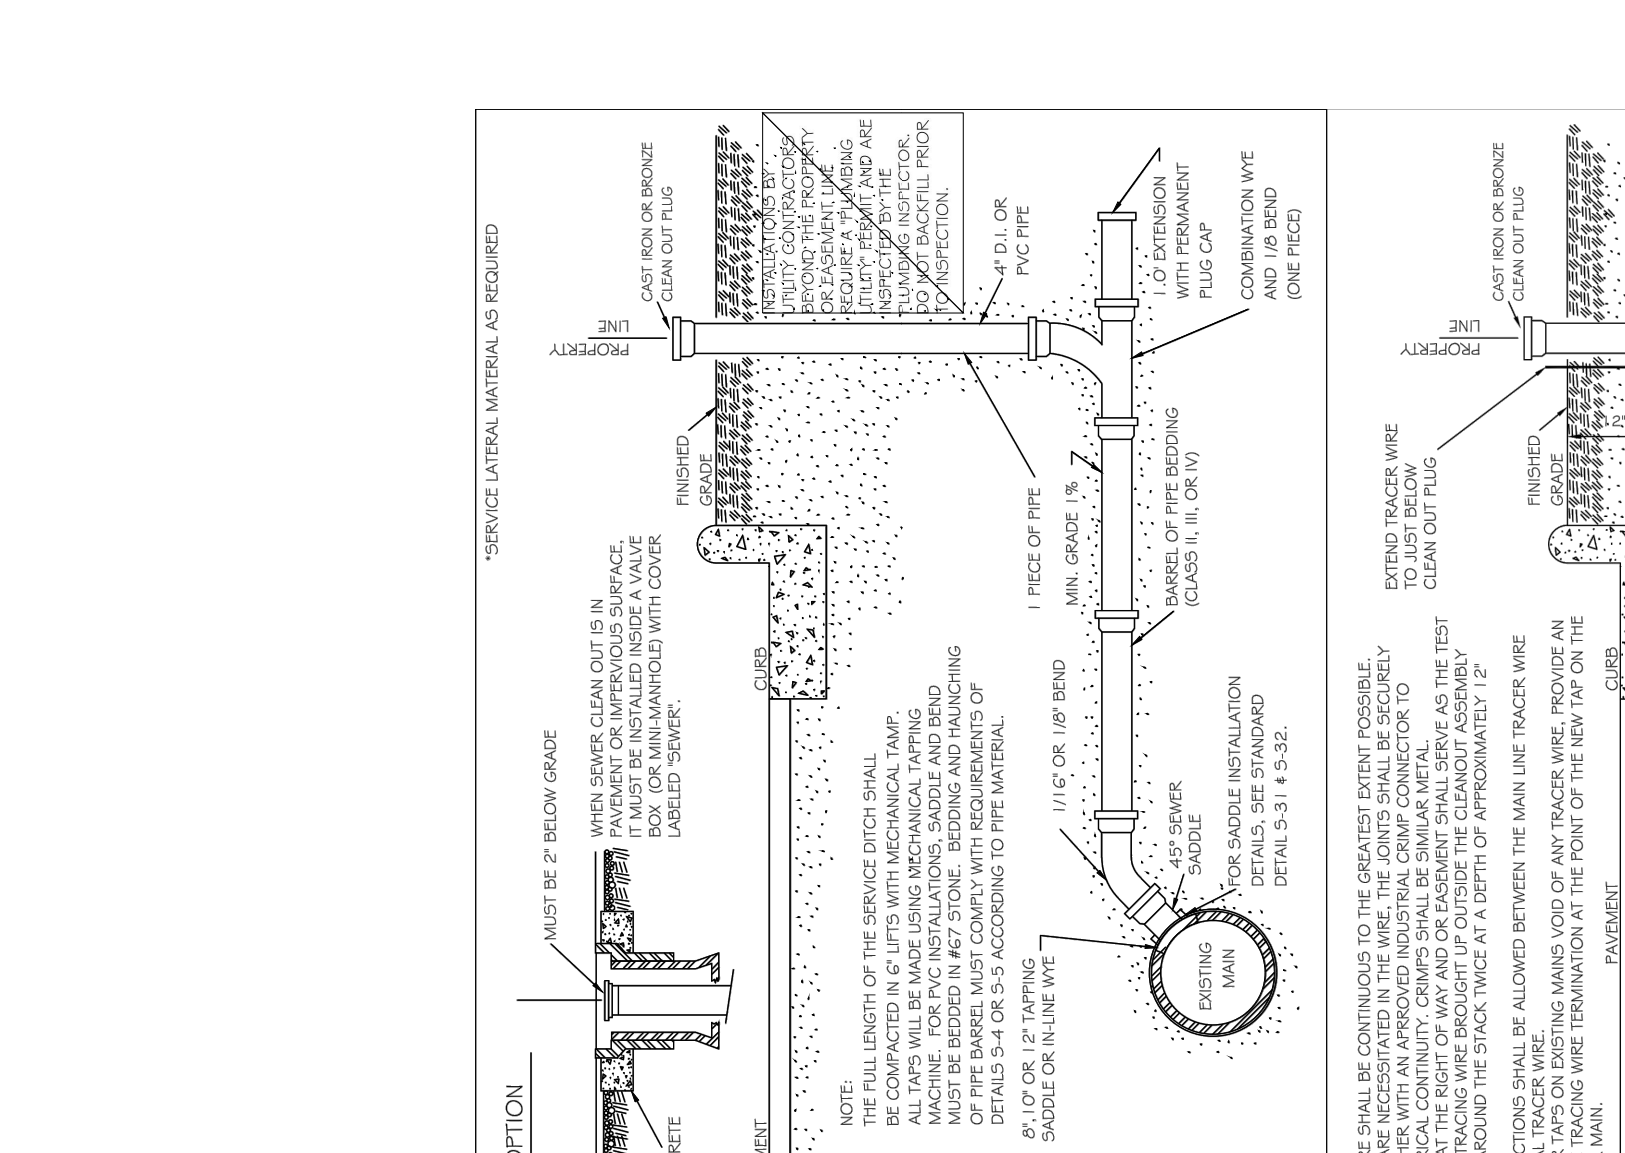 *SERVICE LATERAL MATERIAL AS REQUIRED
OPTION
MUST BE 2" BELOW GRADE
WHEN SEWER CLEAN OUT IS IN
PAVEMENT OR IMPERVIOUS SURFACE,
IT MUST BE INSTALLED INSIDE A VALVE
BOX (OR MINI-MANHOLE) WITH COVER
LABELED "SEWER".
PROPERTY
LINE
CAST IRON OR BRONZE
CLEAN OUT PLUG
FINISHED
GRADE
CURB
INSTALLATIONS BY
UTILITY CONTRACTORS
BEYOND THE PROPERTY
OR EASEMENT LINE
REQUIRE A "PLUMBING
UTILITY" PERMIT AND ARE
INSPECTED BY THE
PLUMBING INSPECTOR.
DO NOT BACKFILL PRIOR
TO INSPECTION.
4" D.I. OR
PVC PIPE
1.0' EXTENSION
WITH PERMANENT
PLUG CAP
COMBINATION WYE
AND 1/8 BEND
(ONE PIECE)
1 PIECE OF PIPE
MIN. GRADE 1%
BARREL OF PIPE BEDDING
(CLASS II, III, OR IV)
1/16" OR 1/8" BEND
NOTE:
THE FULL LENGTH OF THE SERVICE DITCH SHALL
BE COMPACTED IN 6" LIFTS WITH MECHANICAL TAMP.
ALL TAPS WILL BE MADE USING MECHANICAL TAPPING
MACHINE. FOR PVC INSTALLATIONS, SADDLE AND BEND
MUST BE BEDDED IN #67 STONE. BEDDING AND HAUNCHING
OF PIPE BARREL MUST COMPLY WITH REQUIREMENTS OF
DETAILS S-4 OR S-5 ACCORDING TO PIPE MATERIAL.
8", 10" OR 12" TAPPING
SADDLE OR IN-LINE WYE
45° SEWER
SADDLE
FOR SADDLE INSTALLATION
DETAILS, SEE STANDARD
DETAIL S-31 & S-32.
EXISTING
MAIN
RETE
MENT
PROPERTY
LINE
CAST IRON OR BRONZE
CLEAN OUT PLUG
EXTEND TRACER WIRE
TO JUST BELOW
CLEAN OUT PLUG
FINISHED
GRADE
12"
CURB
PAVEMENT
RE SHALL BE CONTINUOUS TO THE GREATEST EXTENT POSSIBLE.
ARE NECESSITATED IN THE WIRE, THE JOINTS SHALL BE SECURELY
HER WITH AN APRROVED INDUSTRIAL CRIMP CONNECTOR TO
RICAL CONTINUITY. CRIMPS SHALL BE SIMILAR METAL.
AT THE RIGHT OF WAY AND OR EASEMENT SHALL SERVE AS THE TEST
TRACING WIRE BROUGHT UP OUTSIDE THE CLEANOUT ASSEMBLY
ROUND THE STACK TWICE AT A DEPTH OF APPROXIMATELY 12"
CTIONS SHALL BE ALLOWED BETWEEN THE MAIN LINE TRACER WIRE
AL TRACER WIRE.
R TAPS ON EXISTING MAINS VOID OF ANY TRACER WIRE, PROVIDE AN
TRACING WIRE TERMINATION AT THE POINT OF THE NEW TAP ON THE
MAIN.